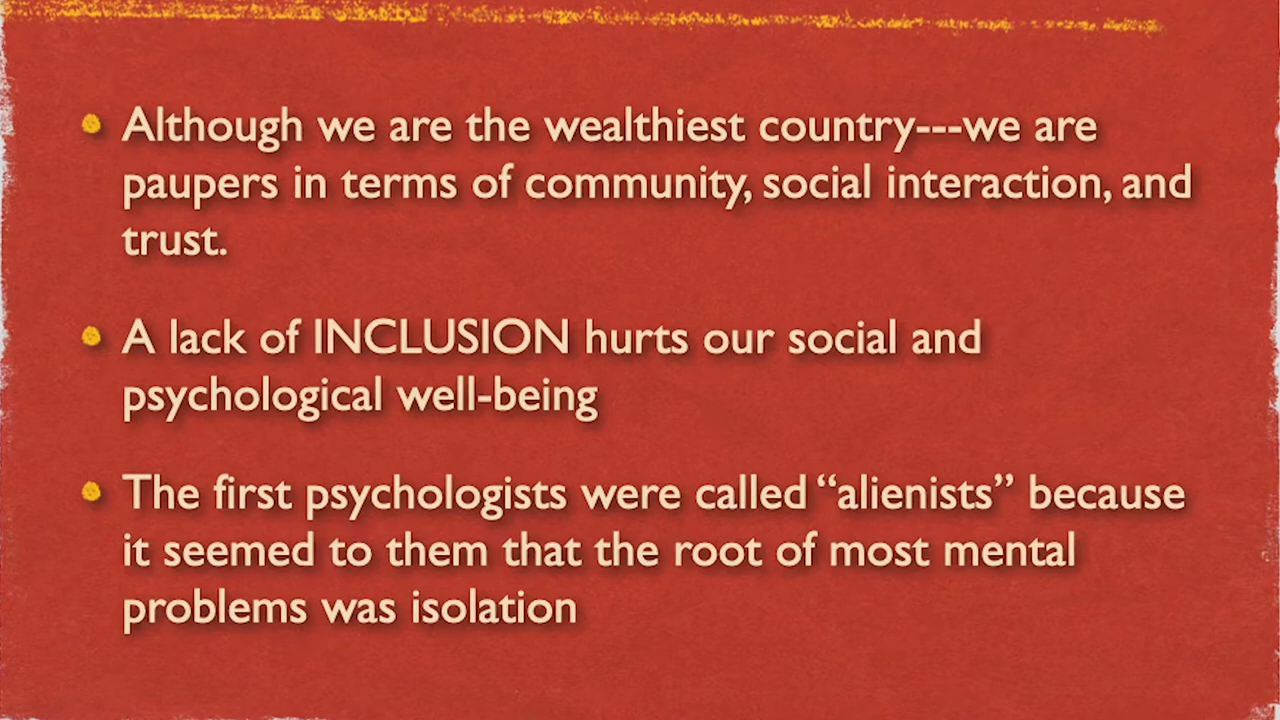 Although we are the wealthiest country---we are
paupers in terms of community, social interaction, and
trust.
A lack of INCLUSION hurts our social and
psychological well-being
The first psychologists were called “alienists” because
it seemed to them that the root of most mental
problems was isolation